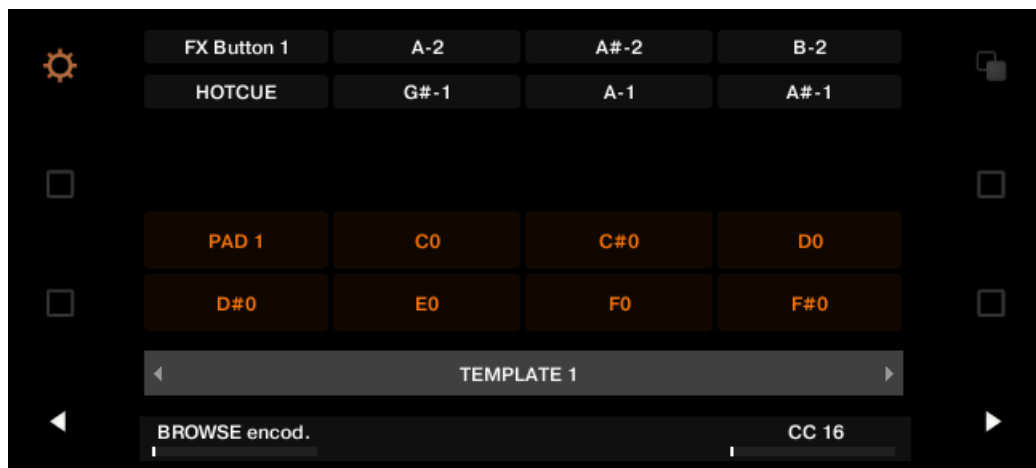 FX Button 1 A-2 A#-2 B-2
HOTCUE G#-1 A-1 A#-1
PAD 1 C0 C#0 D0
D#0 E0 F0 F#0
TEMPLATE 1
BROWSE encod. CC 16